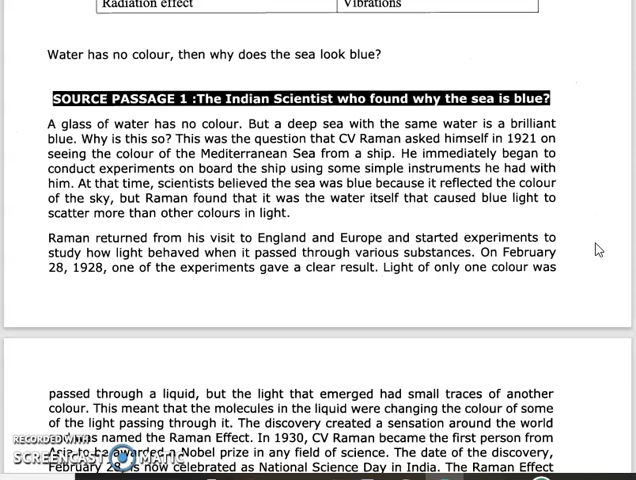 Radiation effect Vibrations
Water has no colour, then why does the sea look blue?
SOURCE PASSAGE 1 :The Indian Scientist who found why the sea is blue?
A glass of water has no colour. But a deep sea with the same water is a brilliant
blue. Why is this so? This was the question that CV Raman asked himself in 1921 on
seeing the colour of the Mediterranean Sea from a ship. He immediately began to
conduct experiments on board the ship using some simple instruments he had with
him. At that time, scientists believed the sea was blue because it reflected the colour
of the sky, but Raman found that it was the water itself that caused blue light to
scatter more than other colours in light.
Raman returned from his visit to England and Europe and started experiments to
study how light behaved when it passed through various substances. On February
28, 1928, one of the experiments gave a clear result. Light of only one colour was
passed through a liquid, but the light that emerged had small traces of another
colour. This meant that the molecules in the liquid were changing the colour of some
of the light passing through it. The discovery created a sensation around the world
was named the Raman Effect. In 1930, CV Raman became the first person from
RECORDED WITH
Asia to be awarded a Nobel prize in any field of science. The date of the discovery,
SCREENCAST MATIC
February 28, is now celebrated as National Science Day in India. The Raman Effect